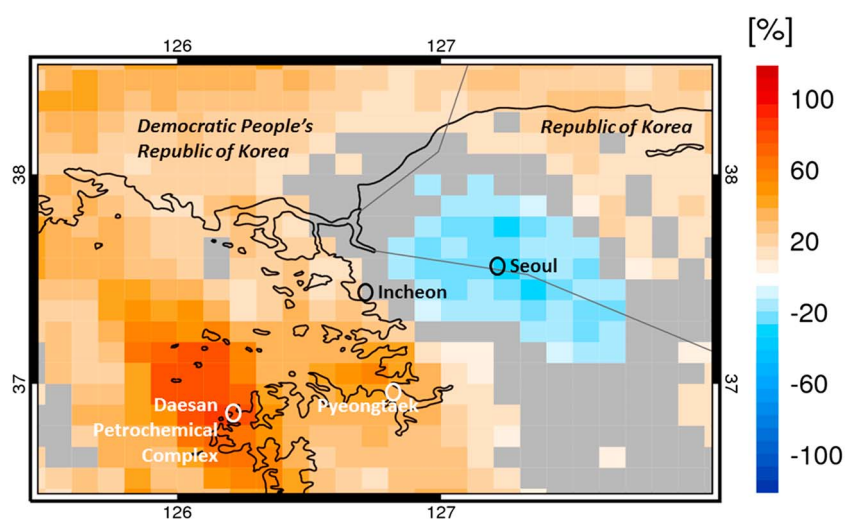 [%]
126 127
Democratic People's
Republic of Korea
Republic of Korea
38 38
Seoul
Incheon
37 37
Daesan
Petrochemical
Complex
Pyeongtaek
126 127
100
60
20
-20
-60
-100